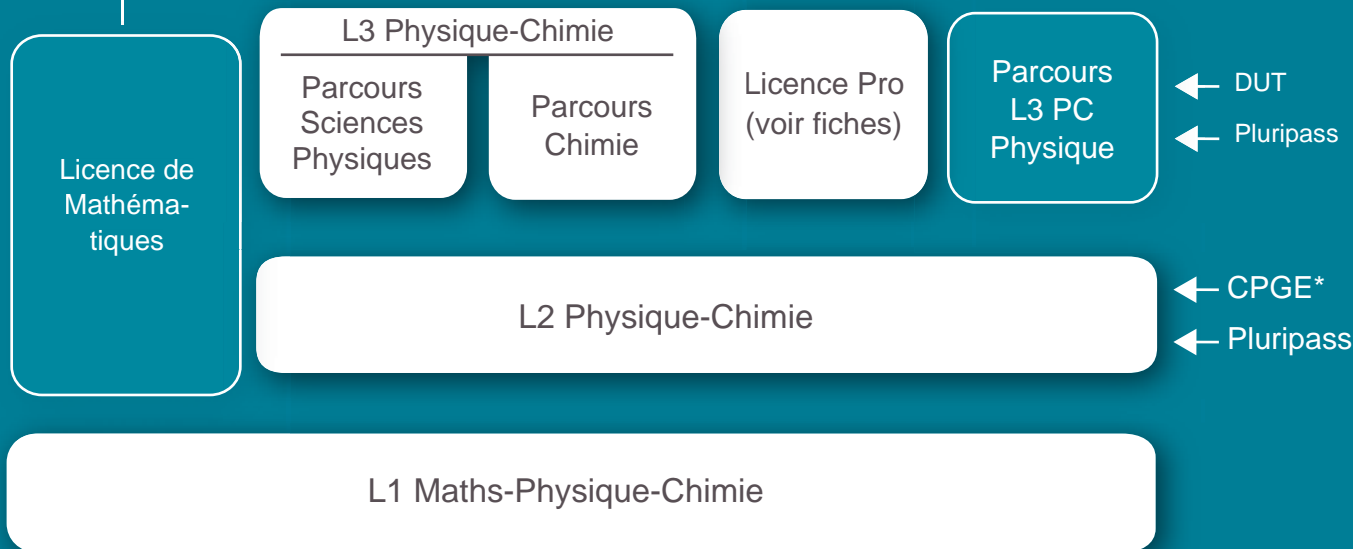 L3 Physique-Chimie
Parcours
Sciences
Physiques
Parcours
Chimie
Licence Pro
(voir fiches)
Parcours
L3 PC
Physique
DUT
Pluripass
Licence de
Mathéma-
tiques
L2 Physique-Chimie
CPGE*
Pluripass
L1 Maths-Physique-Chimie